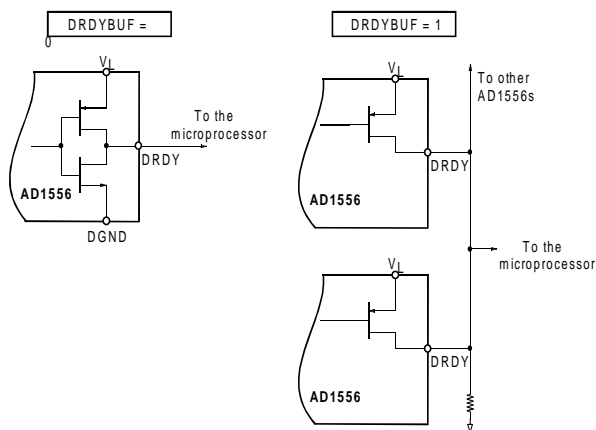 DRDYBUF =
0
VL
To the
microprocessor
DRDY
AD1556
DGND
DRDYBUF = 1
VL
To other
AD1556s
DRDY
AD1556
To the
microprocessor
VL
DRDY
AD1556